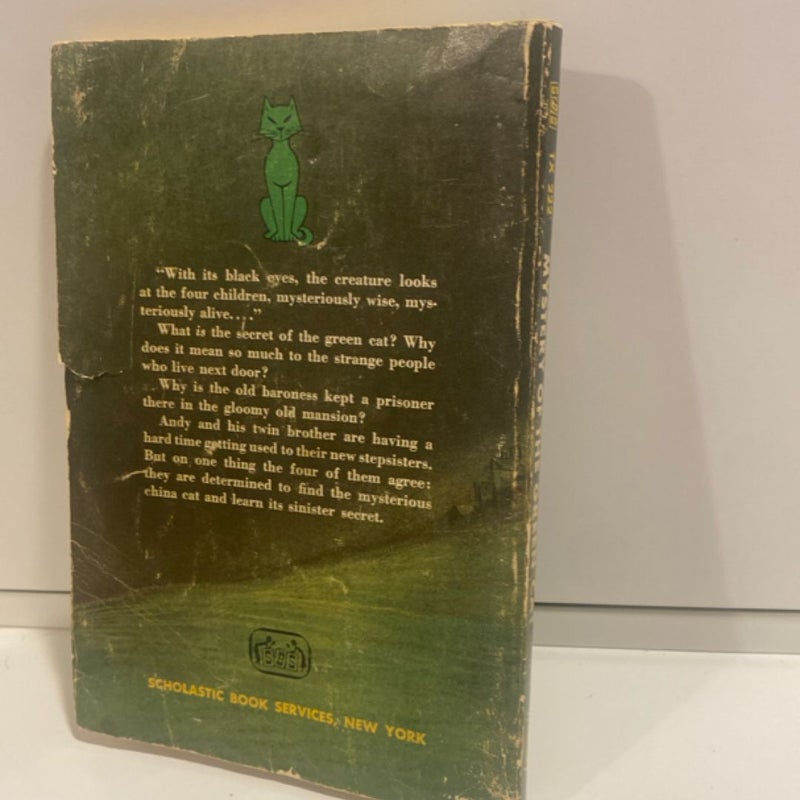 “With its black eyes, the creature looks
at the four children, mysteriously wise, mys-
teriously alive....”
What is the secret of the green cat? Why
does it mean so much to the strange people
who live next door?
Why is the old baroness kept a prisoner
there in the gloomy old mansion?
Andy and his twin brother are having a
hard time getting used to their new stepsisters.
But on one thing the four of them agree:
they are determined to find the mysterious
china cat and learn its sinister secret.
SBS
SCHOLASTIC BOOK SERVICES, NEW YORK
SBS
TX
MYSTERY OF THE